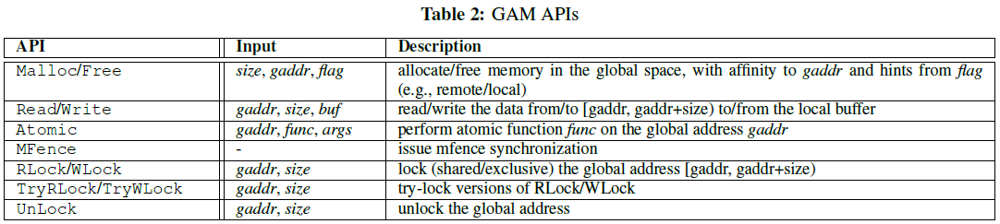 Table 2: GAM APIs
API Input Description
Malloc/Free size, gaddr, flag allocate/free memory in the global space, with affinity to gaddr and hints from flag
(e.g., remote/local)
Read/Write gaddr, size, buf read/write the data from/to [gaddr, gaddr+size) to/from the local buffer
Atomic gaddr, func, args perform atomic function func on the global address gaddr
MFence - issue mfence synchronization
RLock/WLock gaddr, size lock (shared/exclusive) the global address [gaddr, gaddr+size)
TryRLock/TryWLock gaddr, size try-lock versions of RLock/WLock
UnLock gaddr, size unlock the global address